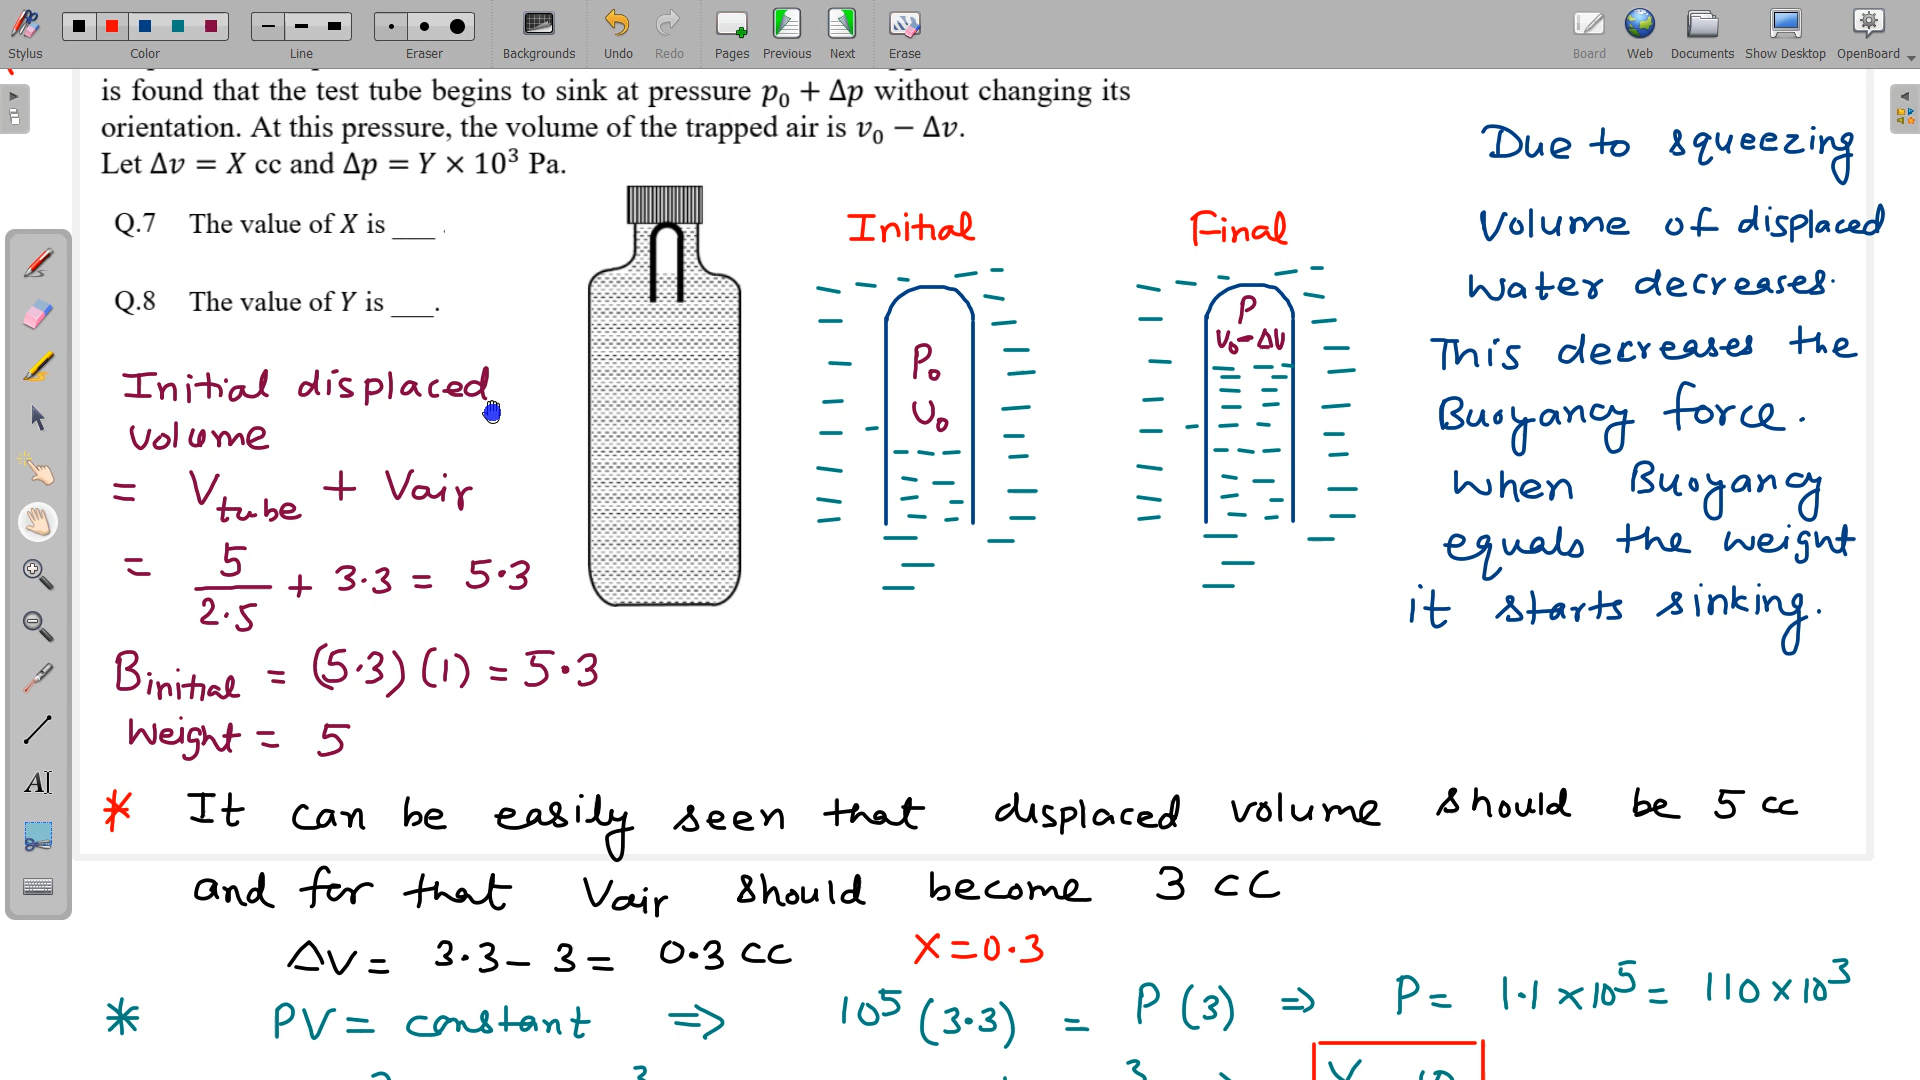 Stylus
Color
Line
Eraser
Backgrounds
Undo
Redo
Pages
Previous
Next
Erase
Board
Web
Documents
Show Desktop
OpenBoard
is found that the test tube begins to sink at pressure p₀ + Δp without changing its
orientation. At this pressure, the volume of the trapped air is v₀ − Δv.
Let Δv = X cc and Δp = Y × 10³ Pa.
Q.7 The value of X is ___ .
Q.8 The value of Y is ___.
Initial displaced
volume
= V tube + Vair
= 5/2.5 + 3.3 = 5.3
B initial = (5.3) (1) = 5.3
Weight = 5
Initial
P₀
V₀
Final
P
V₀-ΔV
Due to squeezing
Volume of displaced
Water decreases.
This decreases the
Buoyancy force.
When Buoyancy
equals the weight
it starts sinking.
* It can be easily seen that displaced volume should be 5 cc
and for that Vair should become 3 CC
ΔV = 3.3 - 3 = 0.3 CC X = 0.3
* PV = constant ⇒ 10⁵ (3.3) = P (3) ⇒ P = 1.1 × 10⁵ = 110 × 10³
AI